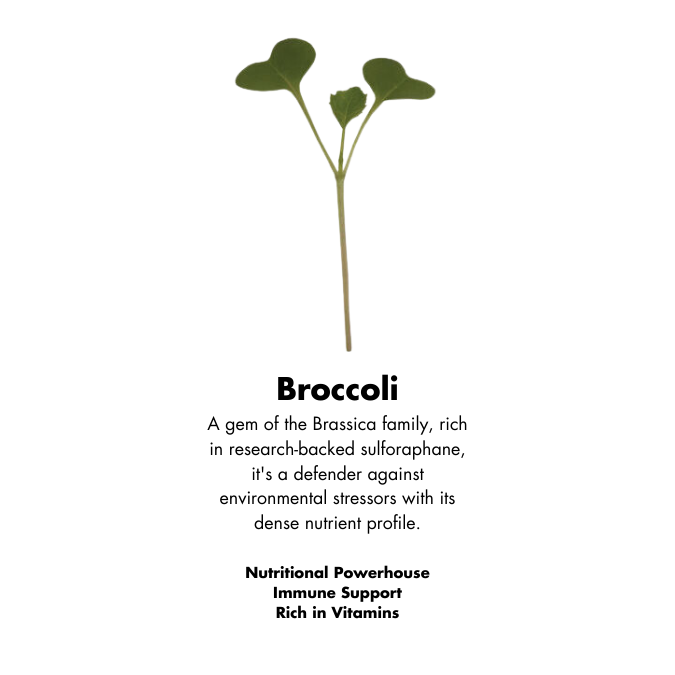 Broccoli
A gem of the Brassica family, rich
in research-backed sulforaphane,
it's a defender against
environmental stressors with its
dense nutrient profile.
Nutritional Powerhouse
Immune Support
Rich in Vitamins